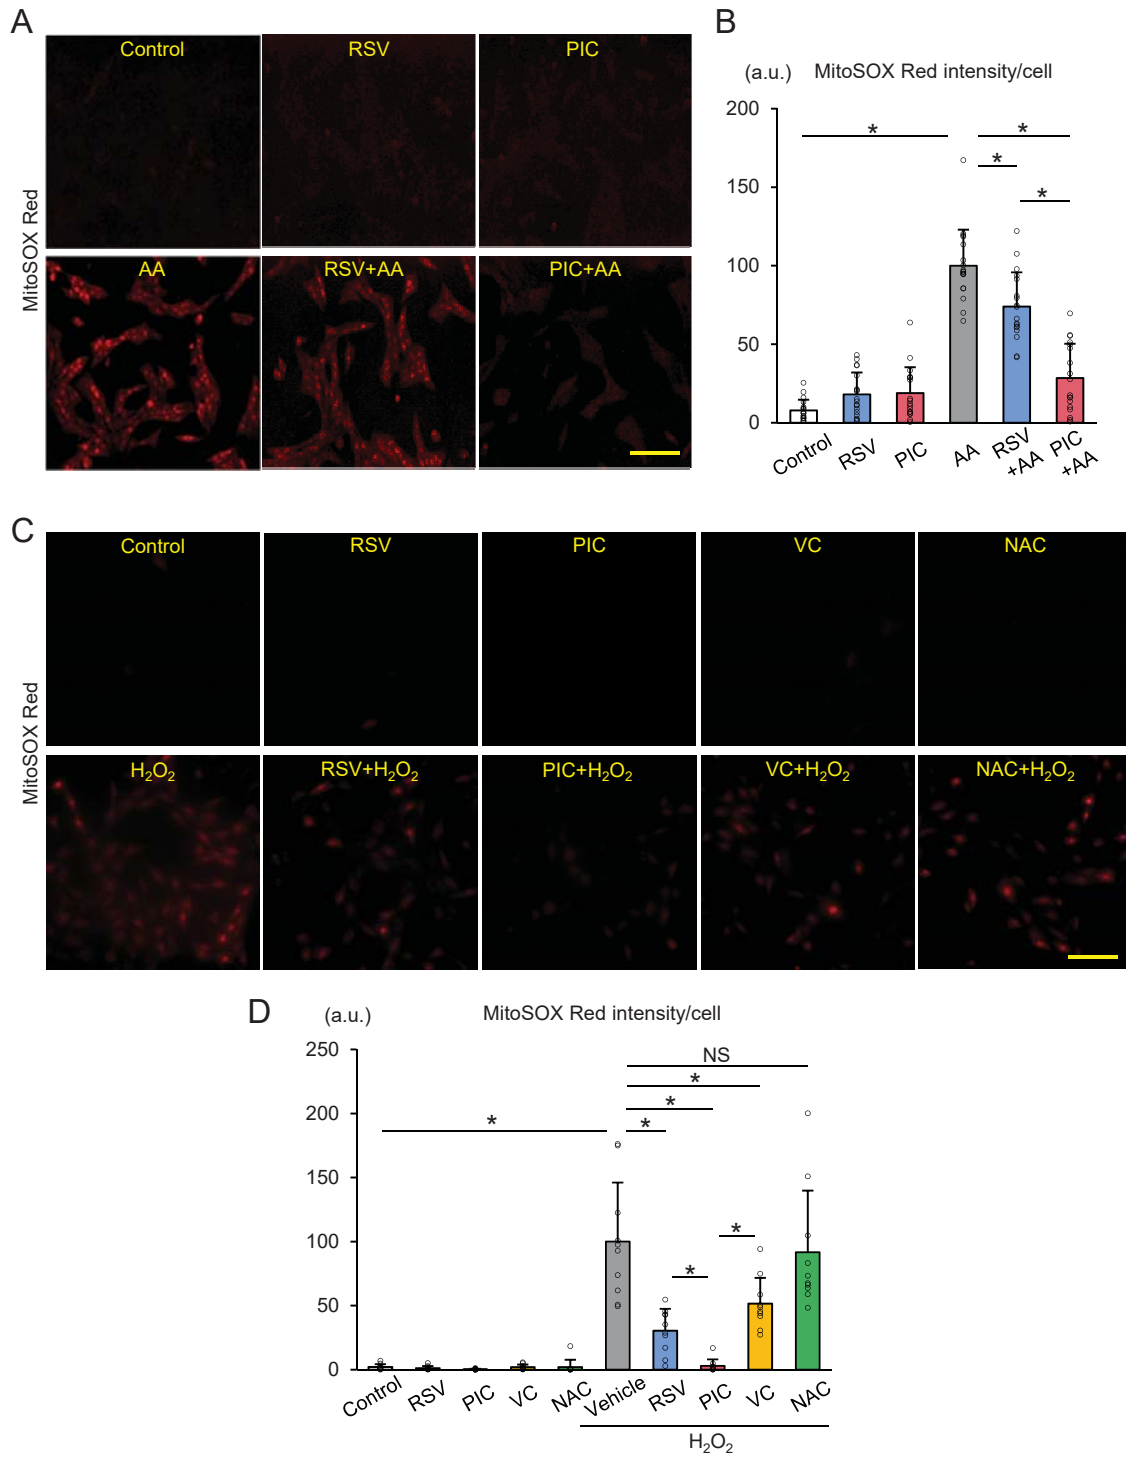 A
Control
RSV
PIC
MitoSOX Red
AA
RSV+AA
PIC+AA
B
(a.u.)
MitoSOX Red intensity/cell
200
150
100
50
0
*
*
*
*
Control
RSV
PIC
AA
RSV
+AA
PIC
+AA
C
Control
RSV
PIC
VC
NAC
MitoSOX Red
H₂O₂
RSV+H₂O₂
PIC+H₂O₂
VC+H₂O₂
NAC+H₂O₂
D
(a.u.)
MitoSOX Red intensity/cell
250
200
150
100
50
0
NS
*
*
*
*
*
*
Control
RSV
PIC
VC
NAC
Vehicle
RSV
PIC
VC
NAC
H₂O₂